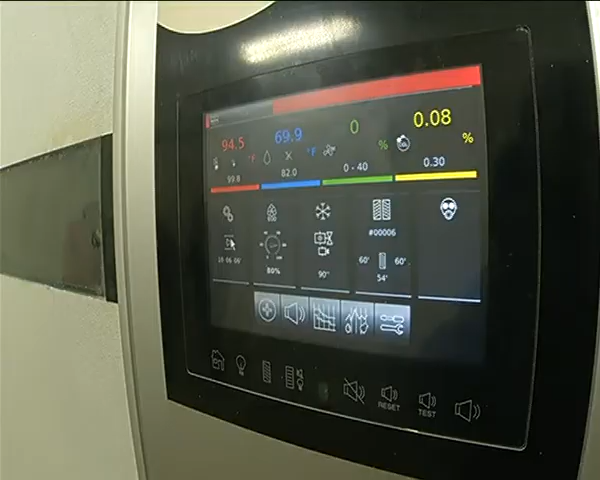 94.5 °F 69.9 °F 0 % 0.08 %
99.8 82.0 0 - 40 0.30
#00006
60' 60'
80% 90'' 54'
RESET TEST